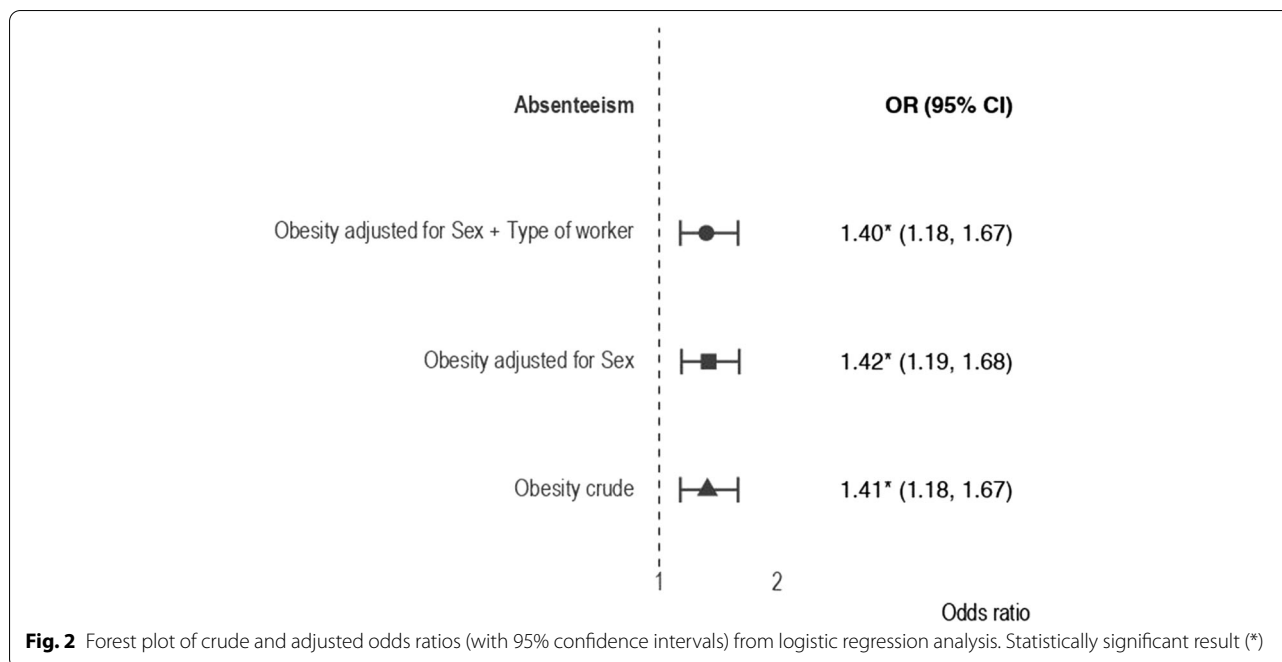 Absenteeism OR (95% CI)
Obesity adjusted for Sex + Type of worker 1.40* (1.18, 1.67)
Obesity adjusted for Sex 1.42* (1.19, 1.68)
Obesity crude 1.41* (1.18, 1.67)
1 2
Odds ratio
Fig. 2 Forest plot of crude and adjusted odds ratios (with 95% confidence intervals) from logistic regression analysis. Statistically significant result (*)